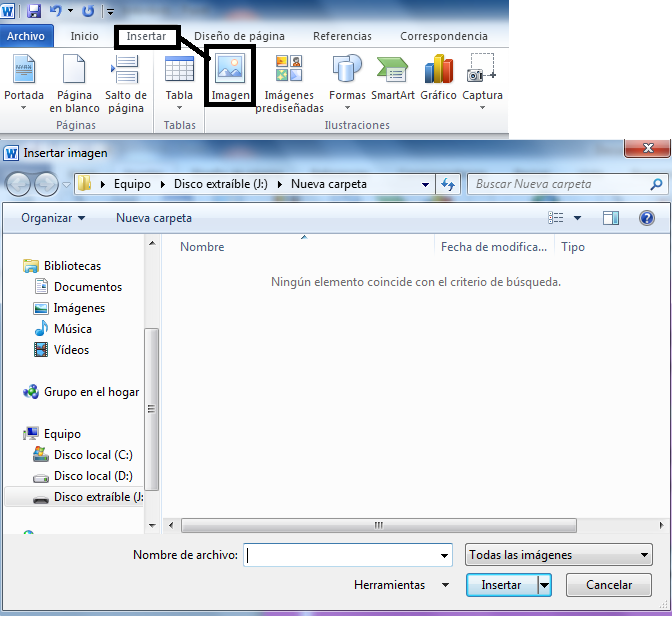 Archivo Inicio Insertar Diseño de página Referencias Correspondencia
Portada Página en blanco Salto de página Tabla Imagen Imágenes prediseñadas Formas SmartArt Gráfico Captura
Páginas Tablas Ilustraciones
Insertar imagen
Equipo Disco extraíble (J:) Nueva carpeta Buscar Nueva carpeta
Organizar Nueva carpeta
Nombre Fecha de modifica... Tipo
Ningún elemento coincide con el criterio de búsqueda.
Bibliotecas
Documentos
Imágenes
Música
Vídeos
Grupo en el hogar
Equipo
Disco local (C:)
Disco local (D:)
Disco extraíble (J:
Nombre de archivo: Todas las imágenes
Herramientas Insertar Cancelar